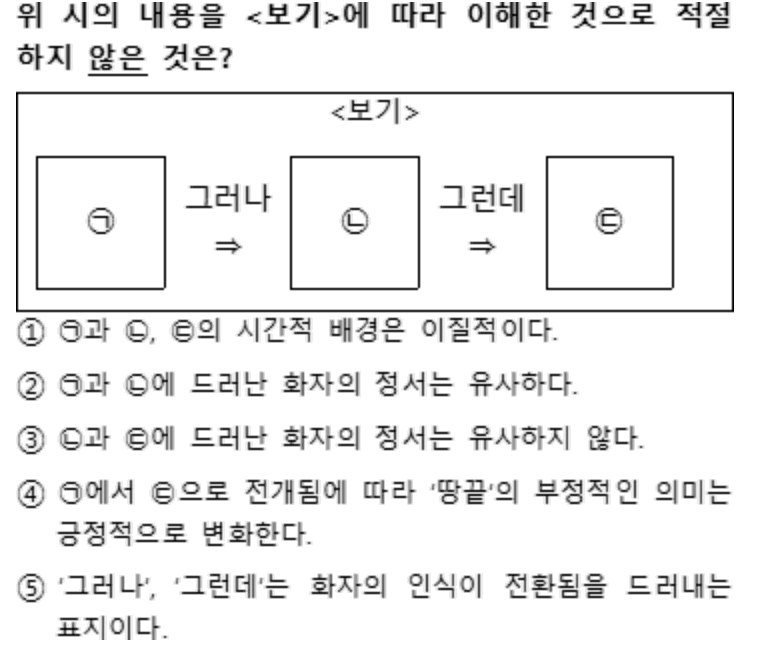 위 시의 내용을 <보기>에 따라 이해한 것으로 적절
하지 않은 것은?
<보기>
㉠ 그러나 ⇒ ㉡ 그런데 ⇒ ㉢
① ㉠과 ㉡, ㉢의 시간적 배경은 이질적이다.
② ㉠과 ㉡에 드러난 화자의 정서는 유사하다.
③ ㉡과 ㉢에 드러난 화자의 정서는 유사하지 않다.
④ ㉠에서 ㉢으로 전개됨에 따라 '땅끝'의 부정적인 의미는
긍정적으로 변화한다.
⑤ '그러나', '그런데'는 화자의 인식이 전환됨을 드러내는
표지이다.